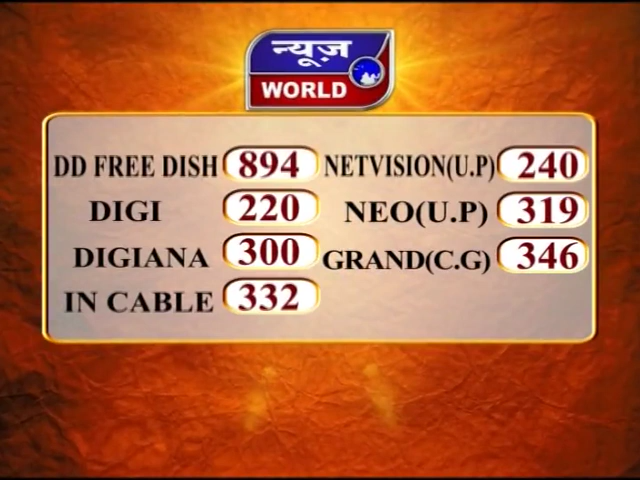 न्यूज़
WORLD
DD FREE DISH 894 NETVISION(U.P) 240
DIGI 220 NEO(U.P) 319
DIGIANA 300 GRAND(C.G) 346
IN CABLE 332